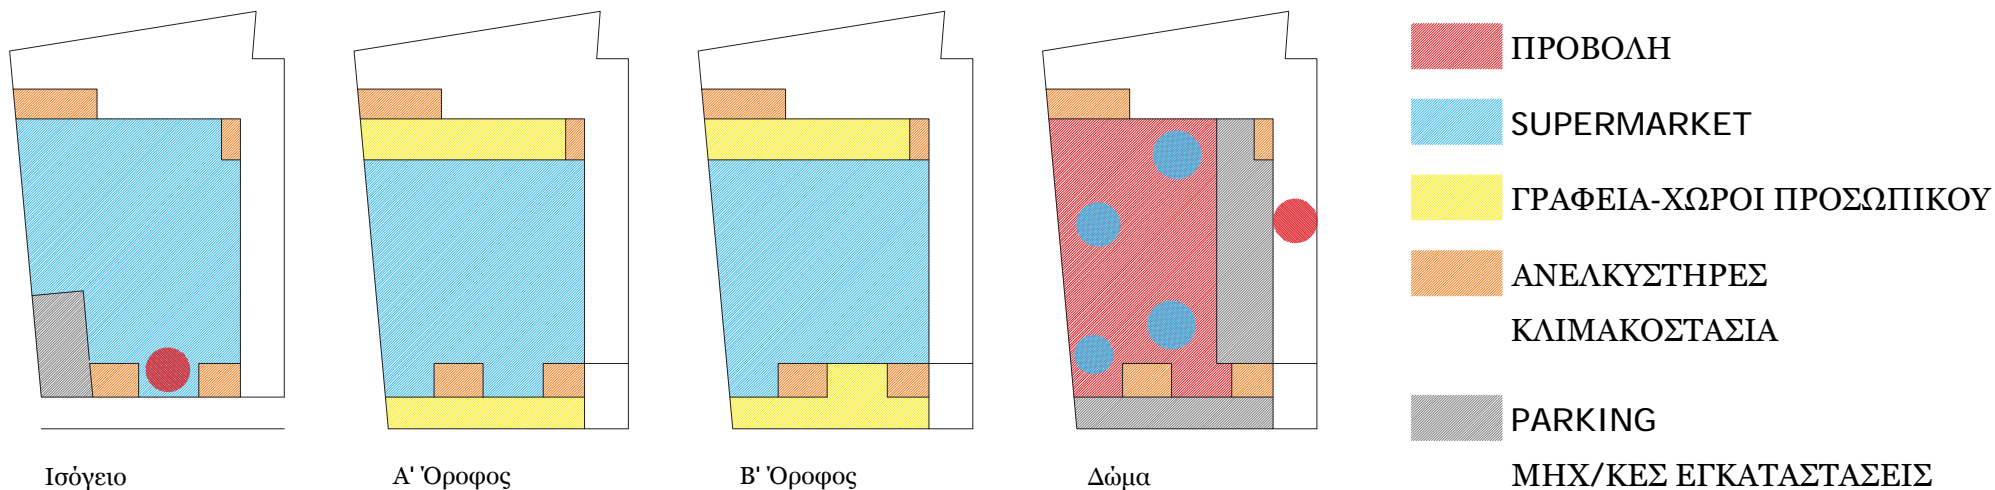 ΠΡΟΒΟΛΗ
SUPERMARKET
ΓΡΑΦΕΙΑ-ΧΩΡΟΙ ΠΡΟΣΩΠΙΚΟΥ
ΑΝΕΛΚΥΣΤΗΡΕΣ
ΚΛΙΜΑΚΟΣΤΑΣΙΑ
PARKING
ΜΗΧ/ΚΕΣ ΕΓΚΑΤΑΣΤΑΣΕΙΣ
Ισόγειο
Α' Όροφος
Β' Όροφος
Δώμα